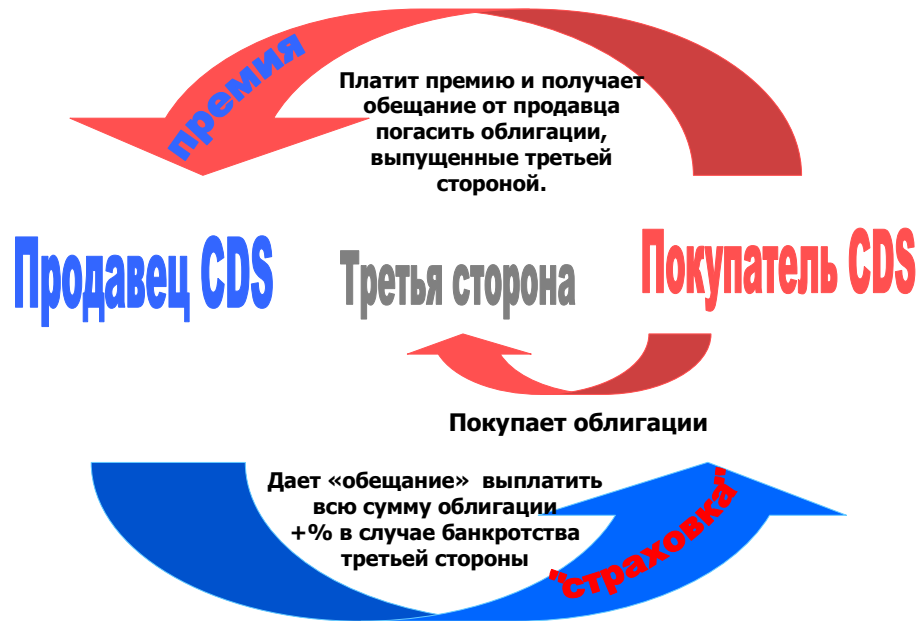 премия
Платит премию и получает
обещание от продавца
погасить облигации,
выпущенные третьей
стороной.
Продавец CDS
Третья сторона
Покупатель CDS
Покупает облигации
Дает «обещание» выплатить
всю сумму облигации
+% в случае банкротства
третьей стороны
"страховка"